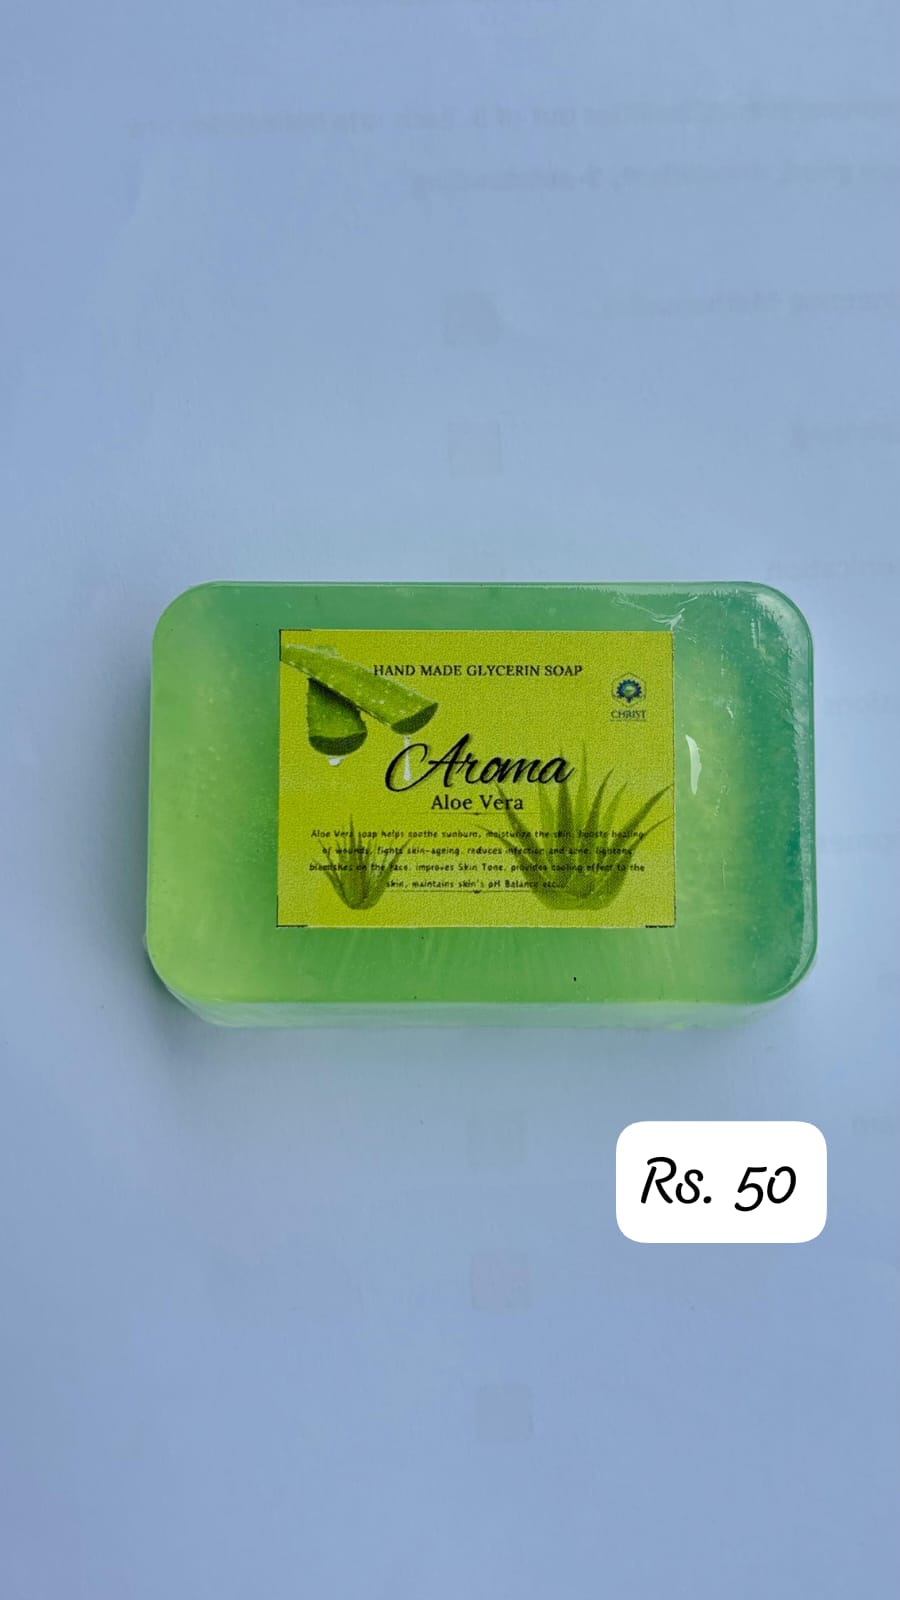 HAND MADE GLYCERIN SOAP
CHRIST
Aroma
Aloe Vera
Aloe Vera soap helps soothe sunburn, moisturize the skin, boosts healing
of wounds, fights skin-ageing, reduces infection and acne, lightens
blemishes on the face, improves Skin Tone, provides cooling effect to the
skin, maintains skin's pH Balance
Rs. 50